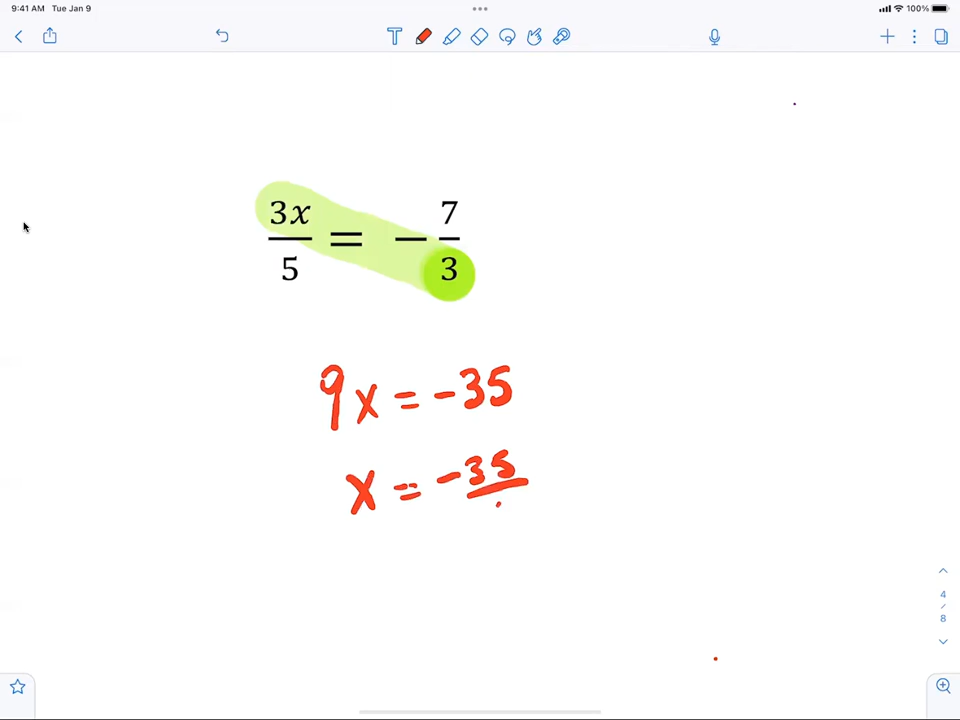 9:41 AM Tue Jan 9
100%
T
3x/5 = −7/3
9x = -35
x = -35/
4
/
8